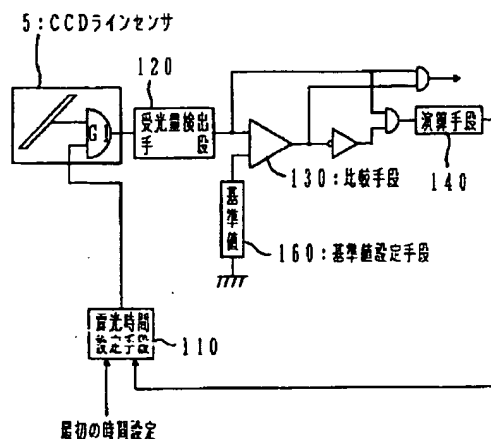 5:CCDラインセンサ
120
G1
受光量検出
手段
演算手段
140
130:比較手段
基準値
160:基準値設定手段
露光時間
設定手段
110
最初の時間設定